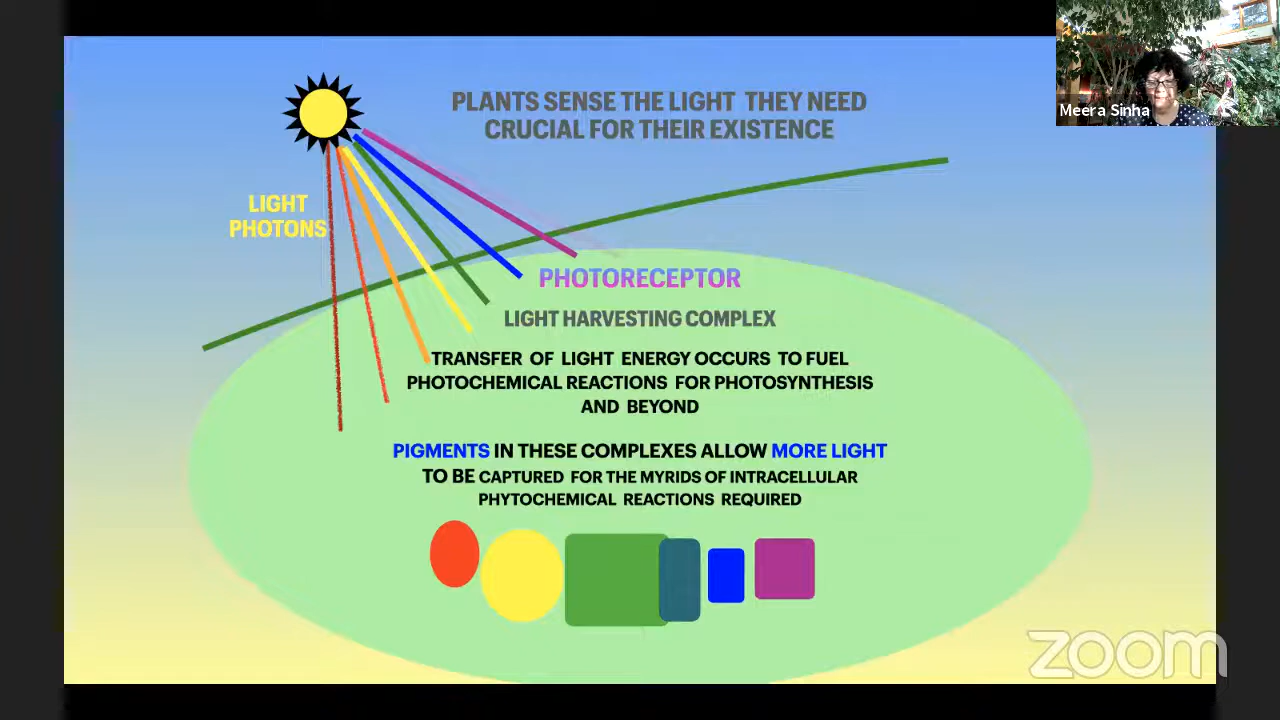 PLANTS SENSE THE LIGHT THEY NEED
CRUCIAL FOR THEIR EXISTENCE
Meera Sinha
LIGHT
PHOTONS
PHOTORECEPTOR
LIGHT HARVESTING COMPLEX
TRANSFER OF LIGHT ENERGY OCCURS TO FUEL
PHOTOCHEMICAL REACTIONS FOR PHOTOSYNTHESIS
AND BEYOND
PIGMENTS IN THESE COMPLEXES ALLOW MORE LIGHT
TO BE CAPTURED FOR THE MYRIDS OF INTRACELLULAR
PHYTOCHEMICAL REACTIONS REQUIRED
zoom